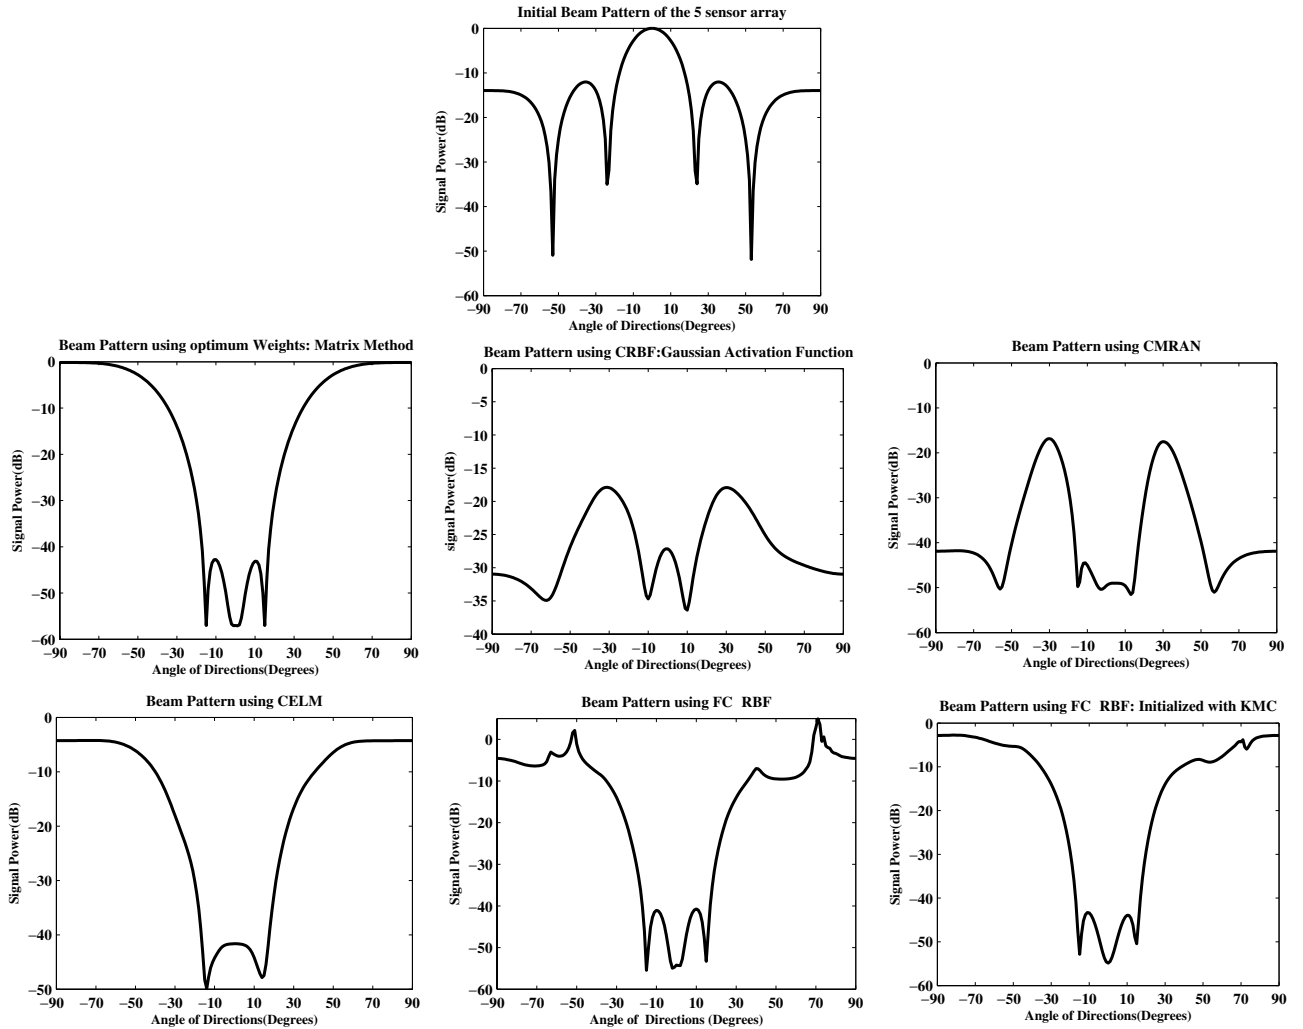 Initial Beam Pattern of the 5 sensor array
Signal Power(dB)
0
−10
−20
−30
−40
−50
−60
−90 −70 −50 −30 −10 10 30 50 70 90
Angle of Directions(Degrees)
Beam Pattern using optimum Weights: Matrix Method
Signal Power(dB)
0
−10
−20
−30
−40
−50
−60
−90 −70 −50 −30 −10 10 30 50 70 90
Angle of Directions(Degrees)
Beam Pattern using CRBF:Gaussian Activation Function
signal Power(dB)
0
−5
−10
−15
−20
−25
−30
−35
−40
−90 −70 −50 −30 −10 10 30 50 70 90
Angle of Directions(Degrees)
Beam Pattern using CMRAN
Signal Power(dB)
0
−10
−20
−30
−40
−50
−60
−90 −70 −50 −30 −10 10 30 50 70 90
Angle of Directions(Degrees)
Beam Pattern using CELM
Signal Power(dB)
0
−10
−20
−30
−40
−50
−90 −70 −50 −30 −10 10 30 50 70 90
Angle of Directions(Degrees)
Beam Pattern using FC RBF
Signal Power(dB)
0
−10
−20
−30
−40
−50
−60
−90 −70 −50 −30 −10 10 30 50 70 90
Angle of Directions (Degrees)
Beam Pattern using FC RBF: Initialized with KMC
Signal Power(dB)
0
−10
−20
−30
−40
−50
−60
−90 −70 −50 −30 −10 10 30 50 70 90
Angle of Directions(Degrees)